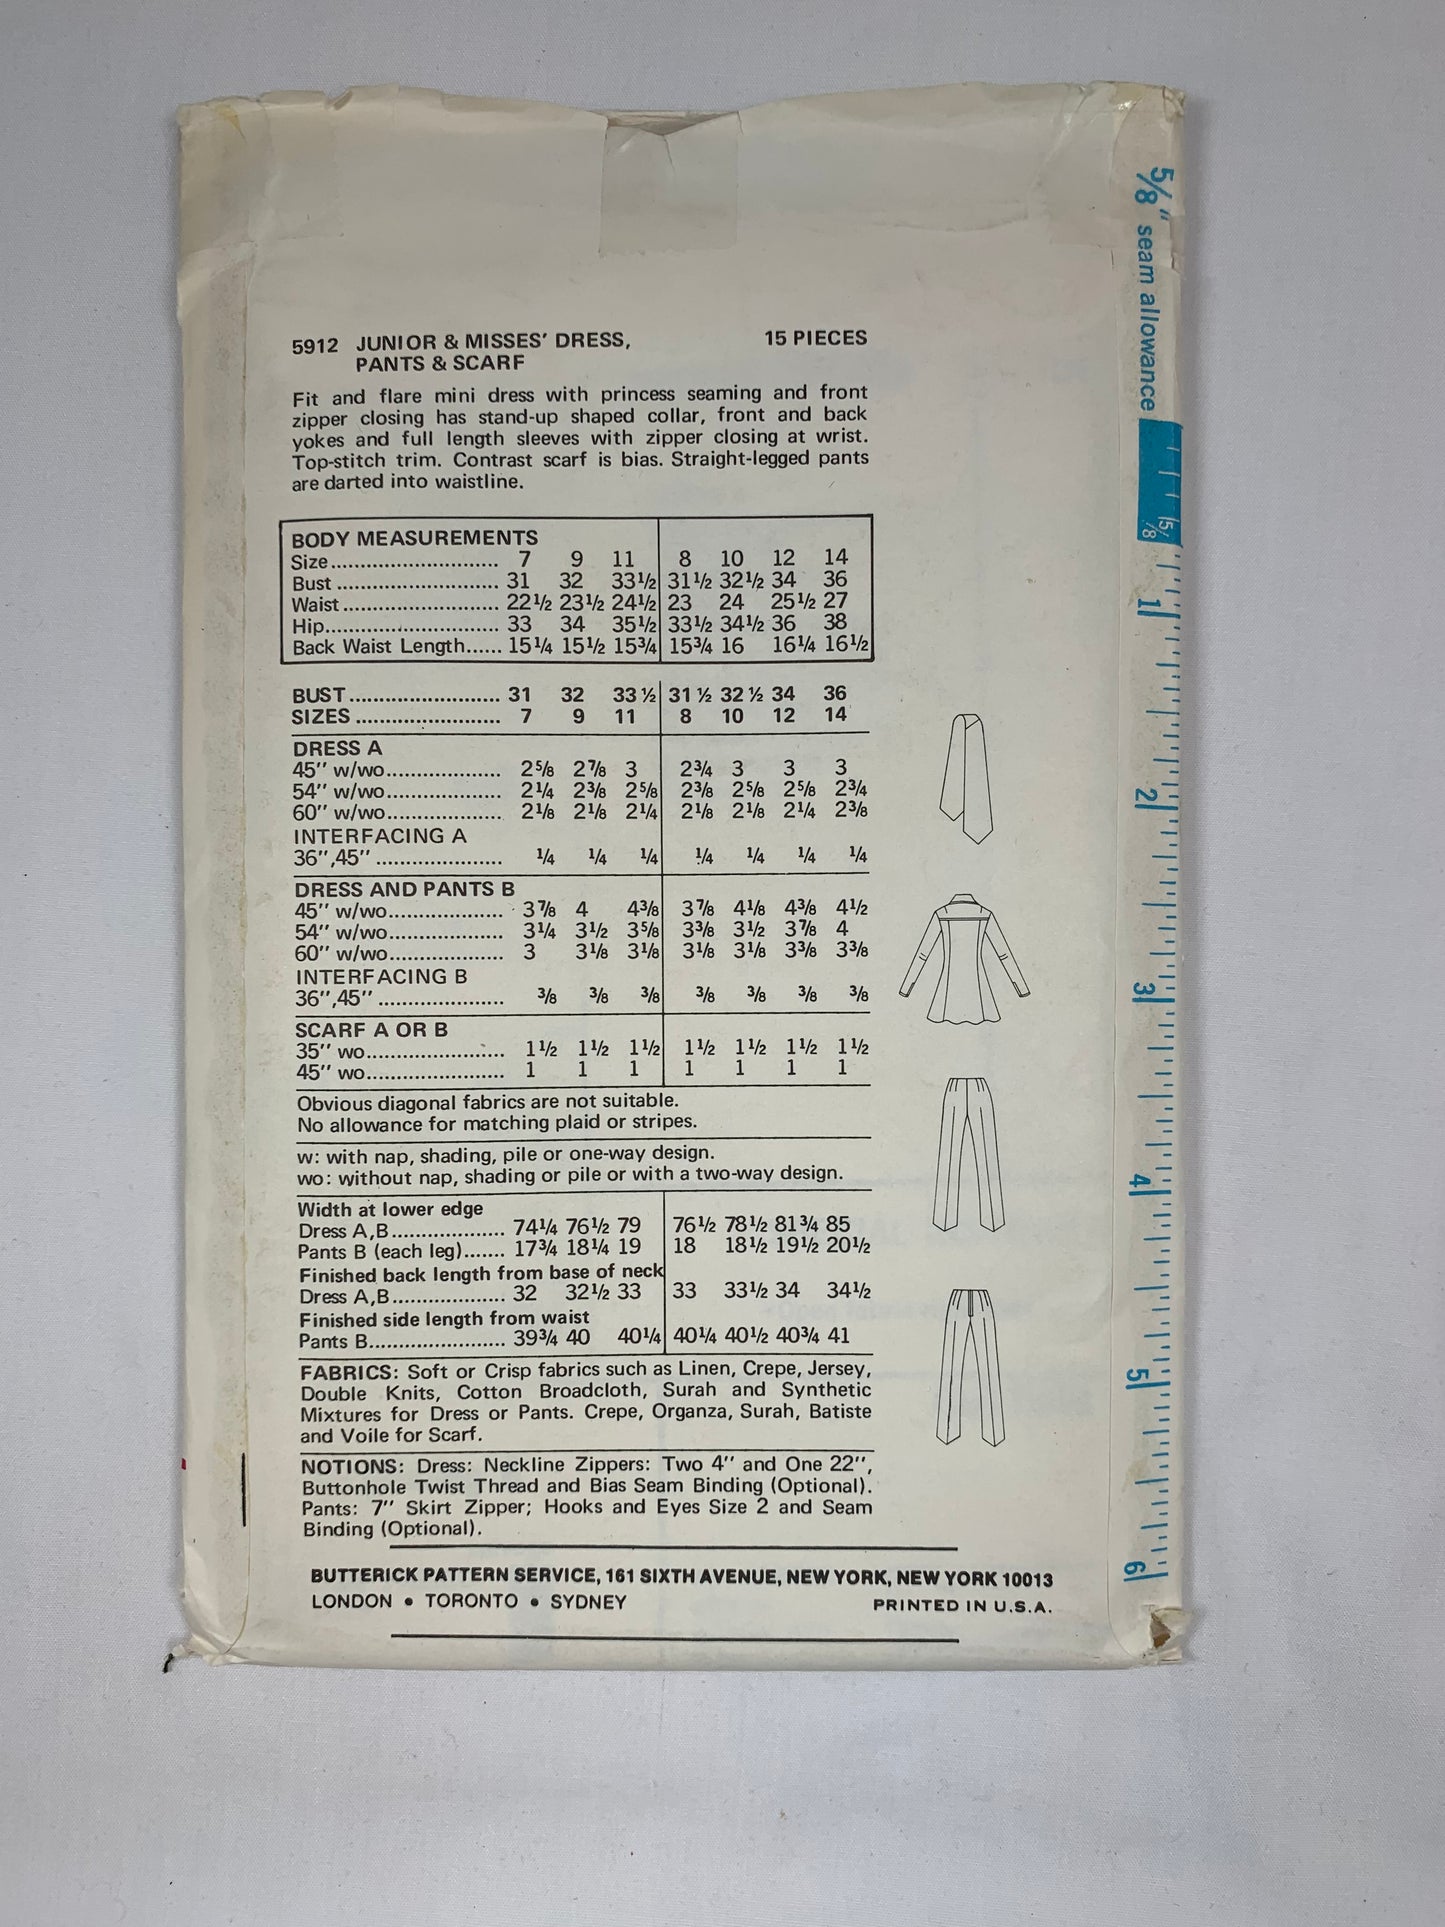 5912 JUNIOR & MISSES' DRESS, 15 PIECES
PANTS & SCARF
Fit and flare mini dress with princess seaming and front
zipper closing has stand-up shaped collar, front and back
yokes and full length sleeves with zipper closing at wrist.
Top-stitch trim. Contrast scarf is bias. Straight-legged pants
are darted into waistline.
BODY MEASUREMENTS
Size............................ 7 9 11 8 10 12 14
Bust ........................... 31 32 33½ 31½ 32½ 34 36
Waist.......................... 22½ 23½ 24½ 23 24 25½ 27
Hip............................. 33 34 35½ 33½ 34½ 36 38
Back Waist Length...... 15¼ 15½ 15¾ 15¾ 16 16¼ 16½
BUST......................... 31 32 33 ½ 31 ½ 32 ½ 34 36
SIZES ........................ 7 9 11 8 10 12 14
DRESS A
45" w/wo................... 2⅝ 2⅞ 3 2¾ 3 3 3
54" w/wo................... 2¼ 2⅜ 2⅝ 2⅜ 2⅝ 2⅝ 2¾
60" w/wo................... 2⅛ 2⅛ 2¼ 2⅛ 2⅛ 2¼ 2⅜
INTERFACING A
36",45" ..................... ¼ ¼ ¼ ¼ ¼ ¼ ¼
DRESS AND PANTS B
45" w/wo................... 3⅞ 4 4⅜ 3⅞ 4⅛ 4⅜ 4½
54" w/wo................... 3¼ 3½ 3⅝ 3⅜ 3½ 3⅞ 4
60" w/wo................... 3 3⅛ 3⅛ 3⅛ 3⅛ 3⅜ 3⅜
INTERFACING B
36",45" ..................... ⅜ ⅜ ⅜ ⅜ ⅜ ⅜ ⅜
SCARF A OR B
35" wo....................... 1½ 1½ 1½ 1½ 1½ 1½ 1½
45" wo....................... 1 1 1 1 1 1 1
Obvious diagonal fabrics are not suitable.
No allowance for matching plaid or stripes.
w: with nap, shading, pile or one-way design.
wo: without nap, shading or pile or with a two-way design.
Width at lower edge
Dress A,B................... 74¼ 76½ 79 76½ 78½ 81¾ 85
Pants B (each leg)....... 17¾ 18¼ 19 18 18½ 19½ 20½
Finished back length from base of neck
Dress A,B................... 32 32½ 33 33 33½ 34 34½
Finished side length from waist
Pants B....................... 39¾ 40 40¼ 40¼ 40½ 40¾ 41
FABRICS: Soft or Crisp fabrics such as Linen, Crepe, Jersey,
Double Knits, Cotton Broadcloth, Surah and Synthetic
Mixtures for Dress or Pants. Crepe, Organza, Surah, Batiste
and Voile for Scarf.
NOTIONS: Dress: Neckline Zippers: Two 4" and One 22",
Buttonhole Twist Thread and Bias Seam Binding (Optional).
Pants: 7" Skirt Zipper; Hooks and Eyes Size 2 and Seam
Binding (Optional).
BUTTERICK PATTERN SERVICE, 161 SIXTH AVENUE, NEW YORK, NEW YORK 10013
LONDON • TORONTO • SYDNEY PRINTED IN U.S.A.
5/8" seam allowance
5/8
1
2
3
4
5
6